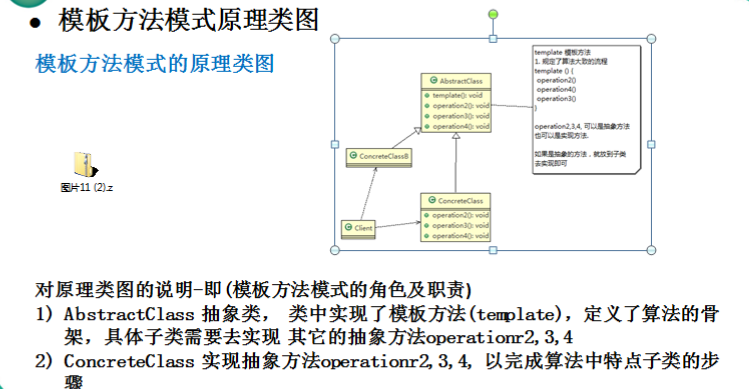 ● 模板方法模式原理类图
模板方法模式的原理类图
图片11 (2).z
AbstractClass
template(): void
operation2(): void
operation3(): void
operation4(): void
template 模板方法
1. 规定了算法大致的流程
template () {
operation2()
operation4()
operation3()
}
operation2,3,4, 可以是抽象方法
也可以是实现方法.
如果是抽象的方法，就放到子类
去实现即可
ConcreteClassB
ConcreteClass
operation2(): void
operation3(): void
operation4(): void
Client
对原理类图的说明-即(模板方法模式的角色及职责)
1) AbstractClass 抽象类， 类中实现了模板方法(template)，定义了算法的骨
架，具体子类需要去实现 其它的抽象方法operationr2,3,4
2) ConcreteClass 实现抽象方法operationr2,3,4, 以完成算法中特点子类的步
骤